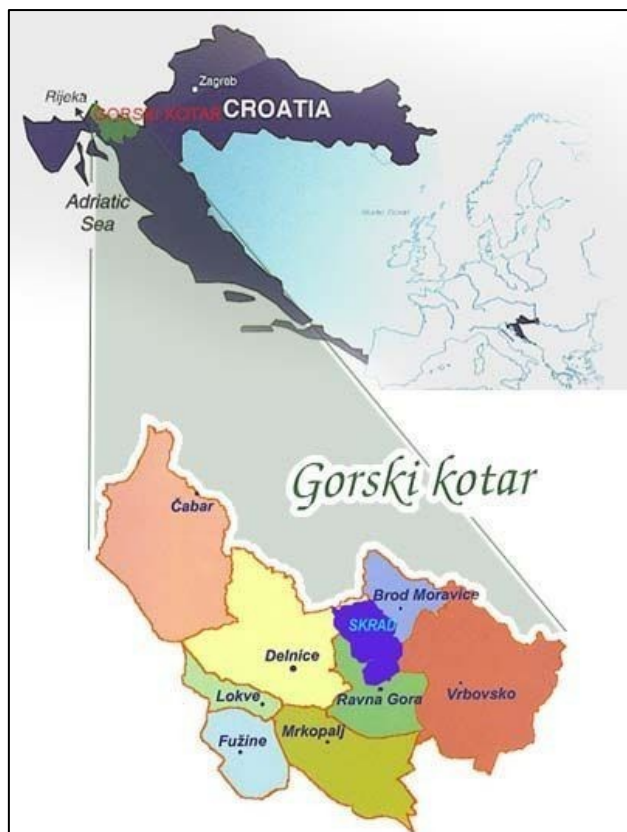 Zagreb
Rijeka
GORSKI KOTAR
CROATIA
Adriatic
Sea
Gorski kotar
Čabar
Brod Moravice
SKRAD
Delnice
Lokve
Ravna Gora
Vrbovsko
Mrkopalj
Fužine